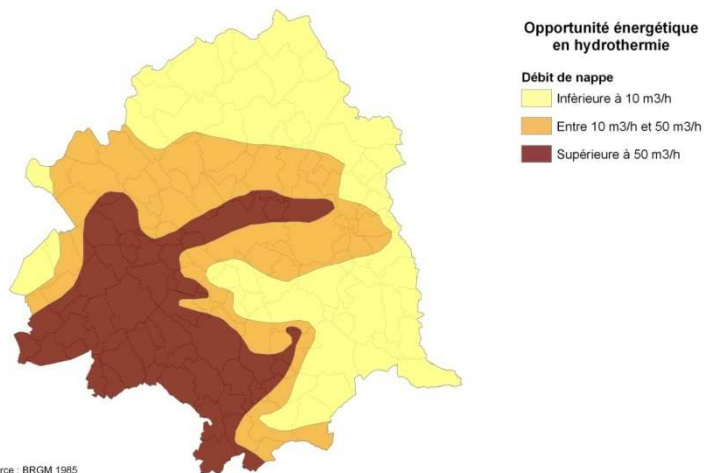 Opportunité énergétique
en hydrothermie
Débit de nappe
Infèrieure à 10 m3/h
Entre 10 m3/h et 50 m3/h
Supérieure à 50 m3/h
rce : BRGM 1985